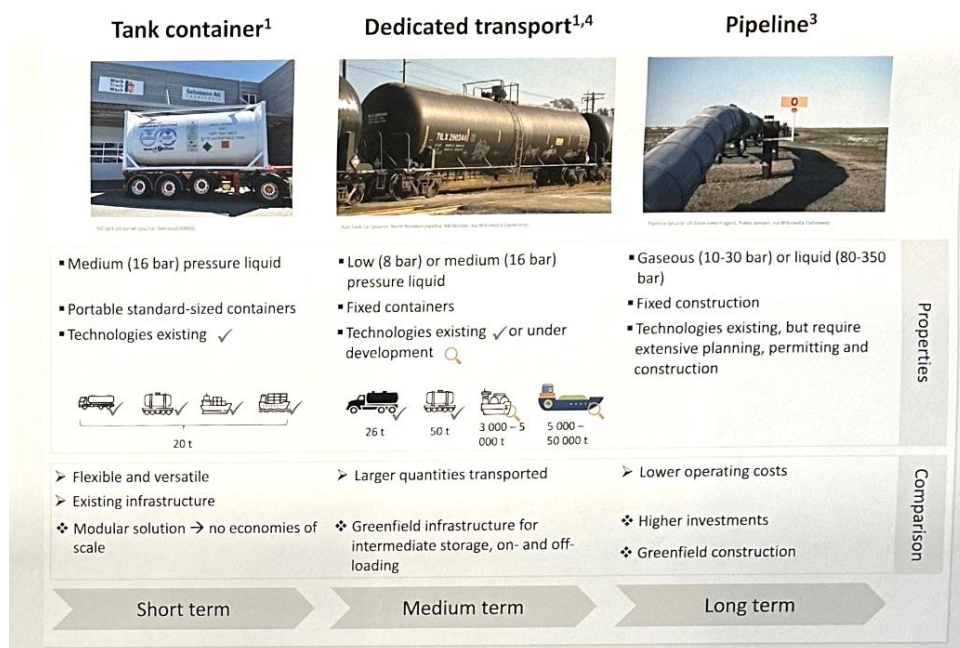 Tank container¹
Dedicated transport¹,⁴
Pipeline³
Salzmann AG
TILX 290344
▪ Medium (16 bar) pressure liquid
▪ Portable standard-sized containers
▪ Technologies existing ✓
20 t
▪ Low (8 bar) or medium (16 bar)
pressure liquid
▪ Fixed containers
▪ Technologies existing ✓ or under
development
26 t
50 t
3 000 – 5
000 t
5 000 –
50 000 t
▪ Gaseous (10-30 bar) or liquid (80-350
bar)
▪ Fixed construction
▪ Technologies existing, but require
extensive planning, permitting and
construction
Properties
➢ Flexible and versatile
➢ Existing infrastructure
❖ Modular solution → no economies of
scale
➢ Larger quantities transported
❖ Greenfield infrastructure for
intermediate storage, on- and off-
loading
➢ Lower operating costs
❖ Higher investments
❖ Greenfield construction
Comparison
Short term
Medium term
Long term